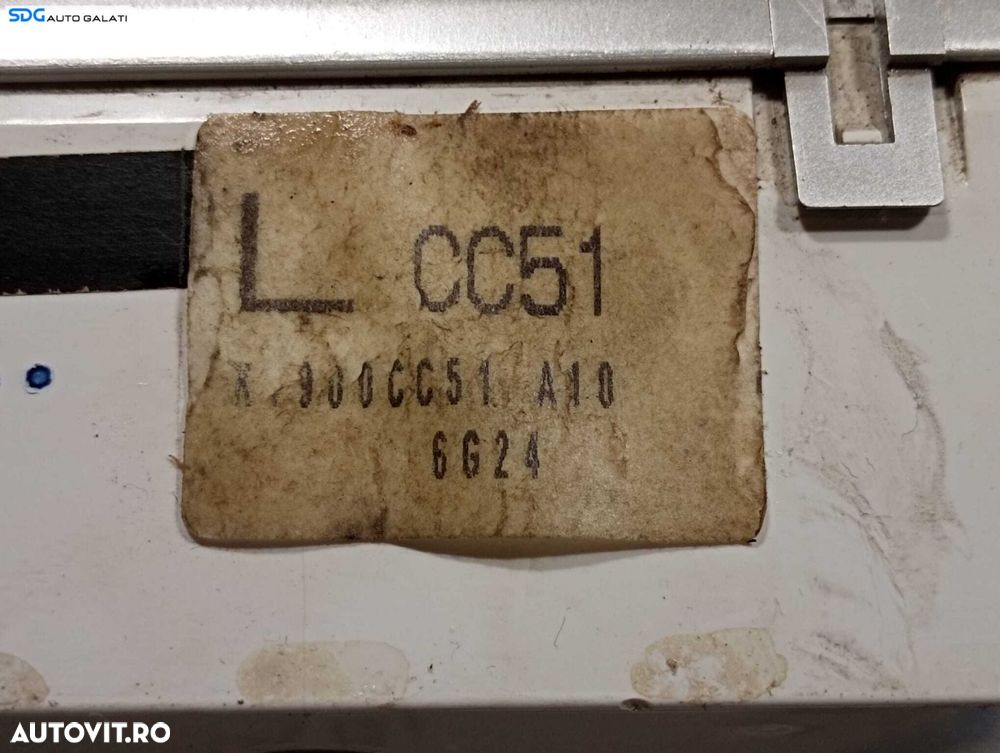 SDG AUTO GALATI
L CC51
K 900CC51 A10
6G24
AUTOVIT.RO